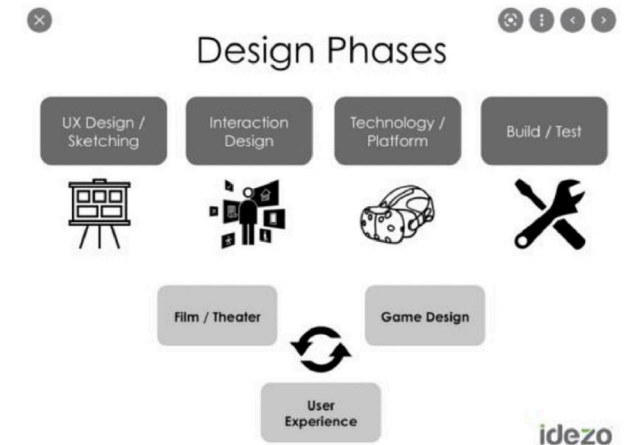 Design Phases
UX Design /
Sketching
Interaction
Design
Technology /
Platform
Build / Test
Film / Theater
Game Design
User
Experience
idezo